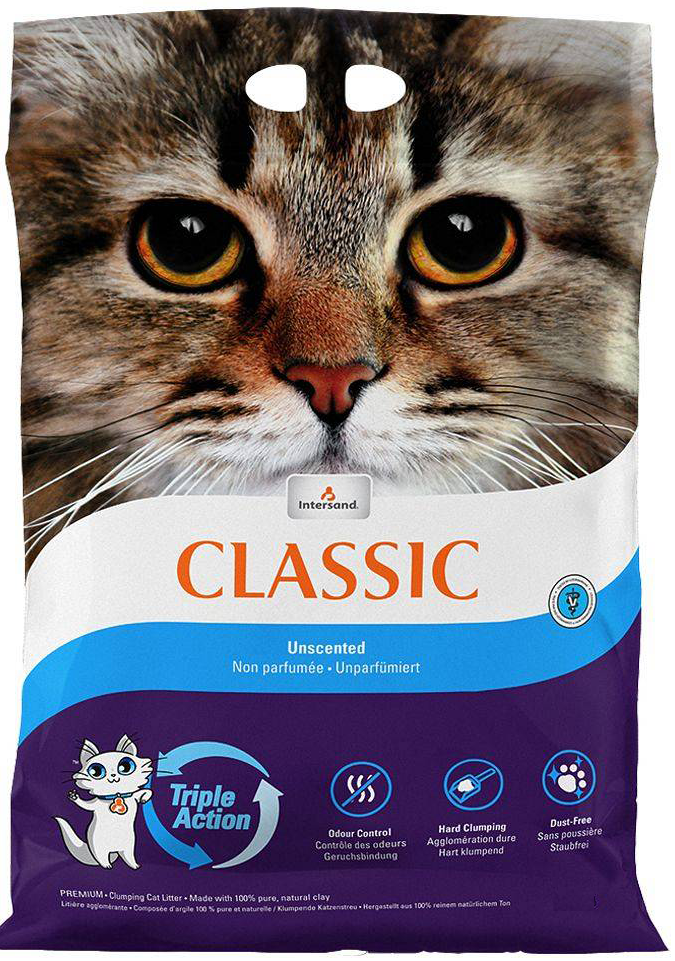 Intersand
CLASSIC
Unscented
Non parfumée • Unparfümiert
TM
Triple
Action
Odour Control
Contrôle des odeurs
Geruchsbindung
Hard Clumping
Agglomération dure
Hart klumpend
Dust-Free
Sans poussière
Staubfrei
PREMIUM • Clumping Cat Litter • Made with 100% pure, natural clay
Litière agglomérante • Composée d'argile 100 % pure et naturelle / Klumpende Katzenstreu • Hergestellt aus 100% reinem natürlichem Ton